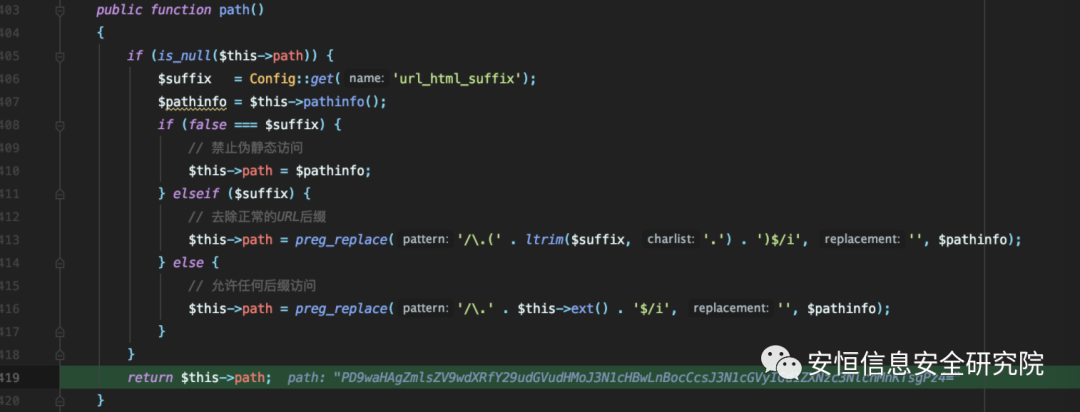 403 public function path()
404 {
405 if (is_null($this->path)) {
406 $suffix = Config::get( name: 'url_html_suffix');
407 $pathinfo = $this->pathinfo();
408 if (false === $suffix) {
409 // 禁止伪静态访问
410 $this->path = $pathinfo;
411 } elseif ($suffix) {
412 // 去除正常的URL后缀
413 $this->path = preg_replace( pattern: '/\.(' . ltrim($suffix, charlist: '.') . ')$/i', replacement: '', $pathinfo);
414 } else {
415 // 允许任何后缀访问
416 $this->path = preg_replace( pattern: '/\.' . $this->ext() . '$/i', replacement: '', $pathinfo);
417 }
418 }
419 return $this->path; path:
420 }
安恒信息安全研究院